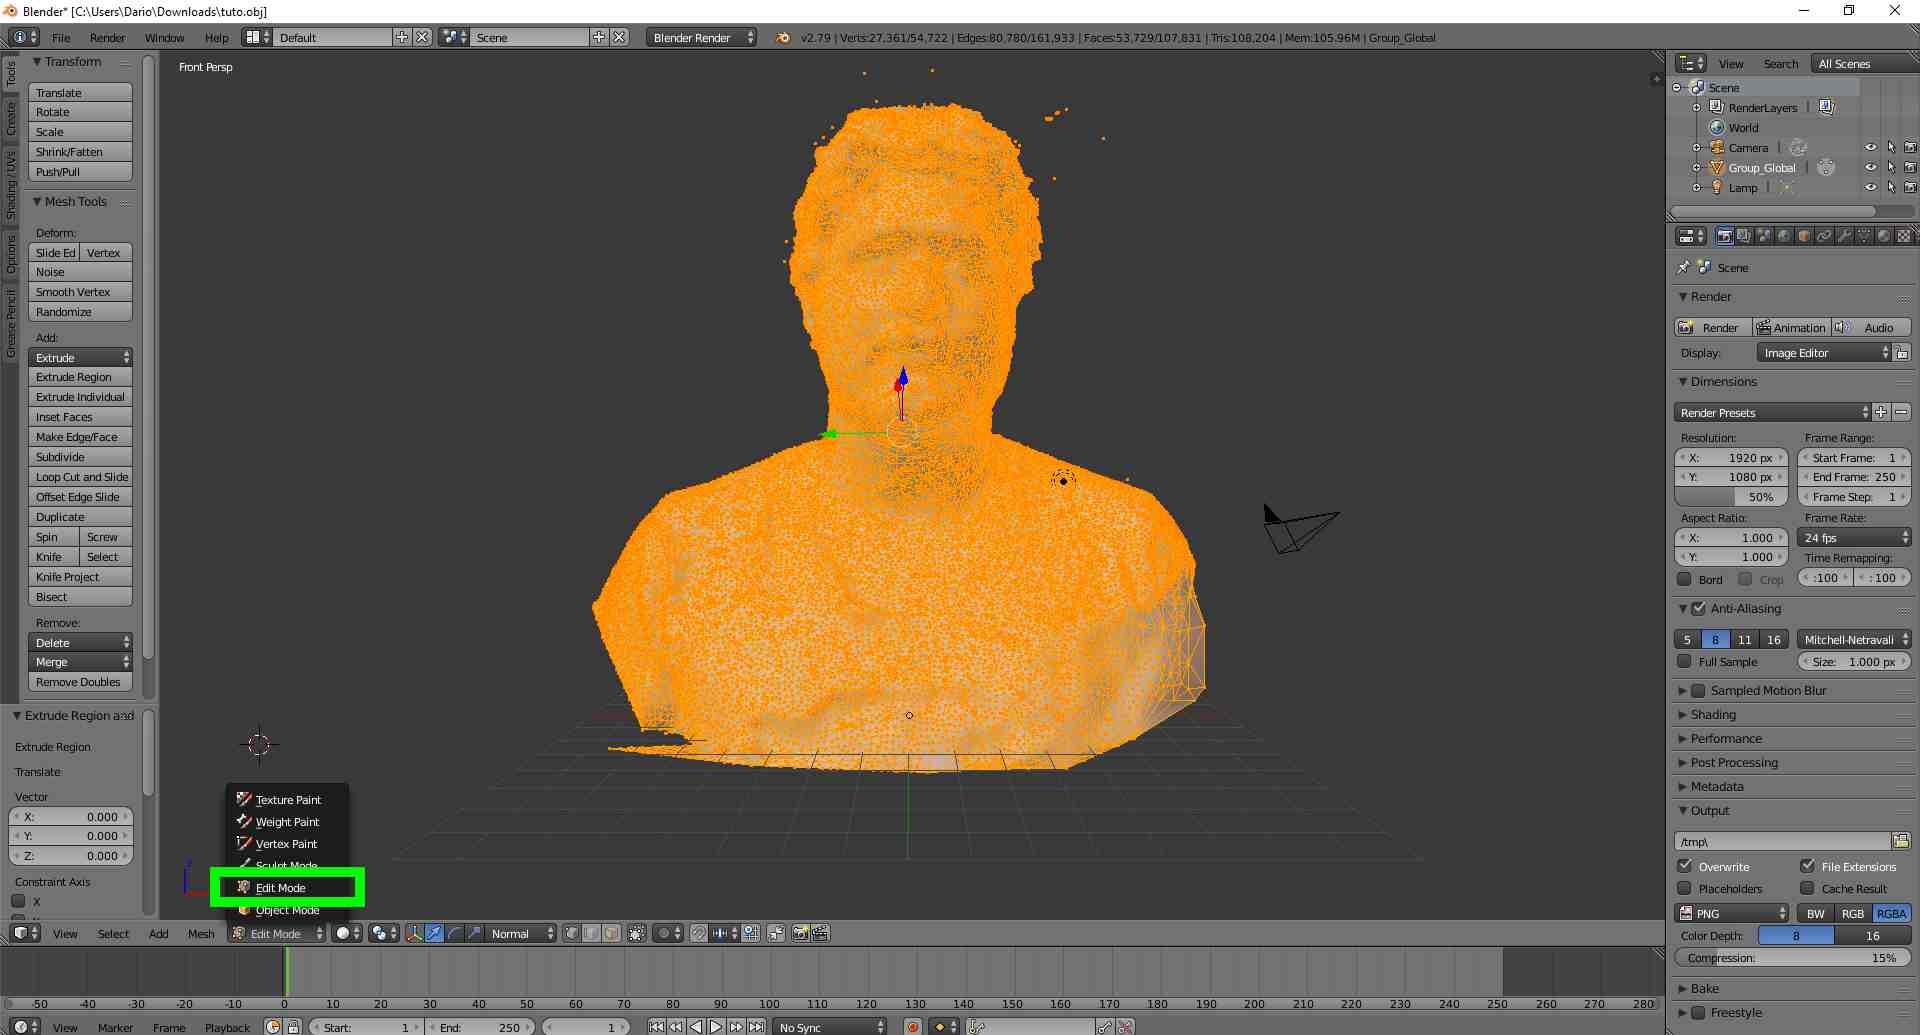 Blender* [C:\Users\Dario\Downloads\tuto.obj]
File Render Window Help Default Scene Blender Render v2.79 | Verts:27,361/54,722 | Edges:80,780/161,933 | Faces:53,729/107,831 | Tris:108,204 | Mem:105.96M | Group_Global
Tools
Create
Shading / UVs
Options
Grease Pencil
Transform
Translate
Rotate
Scale
Shrink/Fatten
Push/Pull
Mesh Tools
Deform:
Slide Ed Vertex
Noise
Smooth Vertex
Randomize
Add:
Extrude
Extrude Region
Extrude Individual
Inset Faces
Make Edge/Face
Subdivide
Loop Cut and Slide
Offset Edge Slide
Duplicate
Spin Screw
Knife Select
Knife Project
Bisect
Remove:
Delete
Merge
Remove Doubles
Extrude Region and
Extrude Region
Translate
Vector
X: 0.000
Y: 0.000
Z: 0.000
Constraint Axis
X
Front Persp
Texture Paint
Weight Paint
Vertex Paint
Sculpt Mode
Edit Mode
Object Mode
View Select Add Mesh Edit Mode Normal
View Search All Scenes
Scene
RenderLayers
World
Camera
Group_Global
Lamp
Scene
Render
Render Animation Audio
Display: Image Editor
Dimensions
Render Presets
Resolution: Frame Range:
X: 1920 px Start Frame: 1
Y: 1080 px End Frame: 250
50% Frame Step: 1
Aspect Ratio: Frame Rate:
X: 1.000 24 fps
Y: 1.000 Time Remapping:
Bord Crop :100 : 100
Anti-Aliasing
5 8 11 16 Mitchell-Netravali
Full Sample Size: 1.000 px
Sampled Motion Blur
Shading
Performance
Post Processing
Metadata
Output
/tmp\
Overwrite File Extensions
Placeholders Cache Result
PNG BW RGB RGBA
Color Depth: 8 16
Compression: 15%
Bake
Freestyle
-50 -40 -30 -20 -10 0 10 20 30 40 50 60 70 80 90 100 110 120 130 140 150 160 170 180 190 200 210 220 230 240 250 260 270 280
View Marker Frame Playback Start: 1 End: 250 1 No Sync